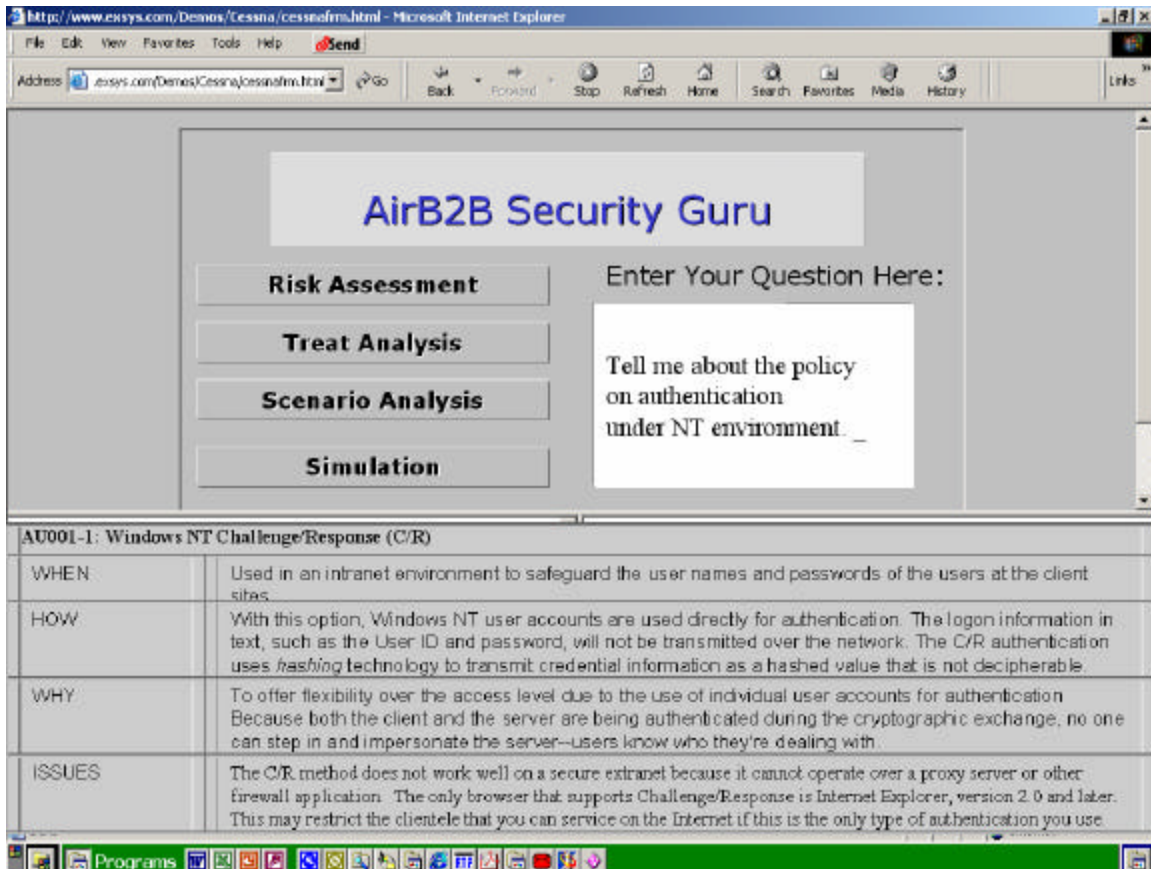 http://www.exsys.com/Demos/Cessna/cessnafrm.html - Microsoft Internet Explorer
File Edit View Favorites Tools Help Send
Address .exsys.com/Demos/Cessna/cessnafrm.html Go Back Forward Stop Refresh Home Search Favorites Media History Links
AirB2B Security Guru
Enter Your Question Here:
Risk Assessment
Treat Analysis
Scenario Analysis
Simulation
Tell me about the policy
on authentication
under NT environment. _
AU001-1: Windows NT Challenge/Response (C/R)
WHEN Used in an intranet environment to safeguard the user names and passwords of the users at the client
sites
HOW With this option, Windows NT user accounts are used directly for authentication. The logon information in
text, such as the User ID and password, will not be transmitted over the network. The C/R authentication
uses hashing technology to transmit credential information as a hashed value that is not decipherable.
WHY To offer flexibility over the access level due to the use of individual user accounts for authentication
Because both the client and the server are being authenticated during the cryptographic exchange, no one
can step in and impersonate the server--users know who they're dealing with.
ISSUES The C/R method does not work well on a secure extranet because it cannot operate over a proxy server or other
firewall application. The only browser that supports Challenge/Response is Internet Explorer, version 2.0 and later.
This may restrict the clientele that you can service on the Internet if this is the only type of authentication you use
Programs